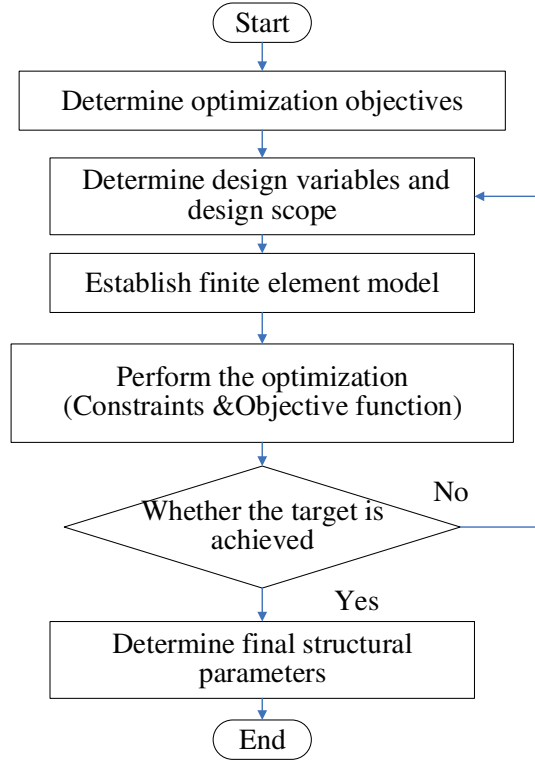 Start
Determine optimization objectives
Determine design variables and
design scope
Establish finite element model
Perform the optimization
(Constraints &Objective function)
No
Whether the target is
achieved
Yes
Determine final structural
parameters
End